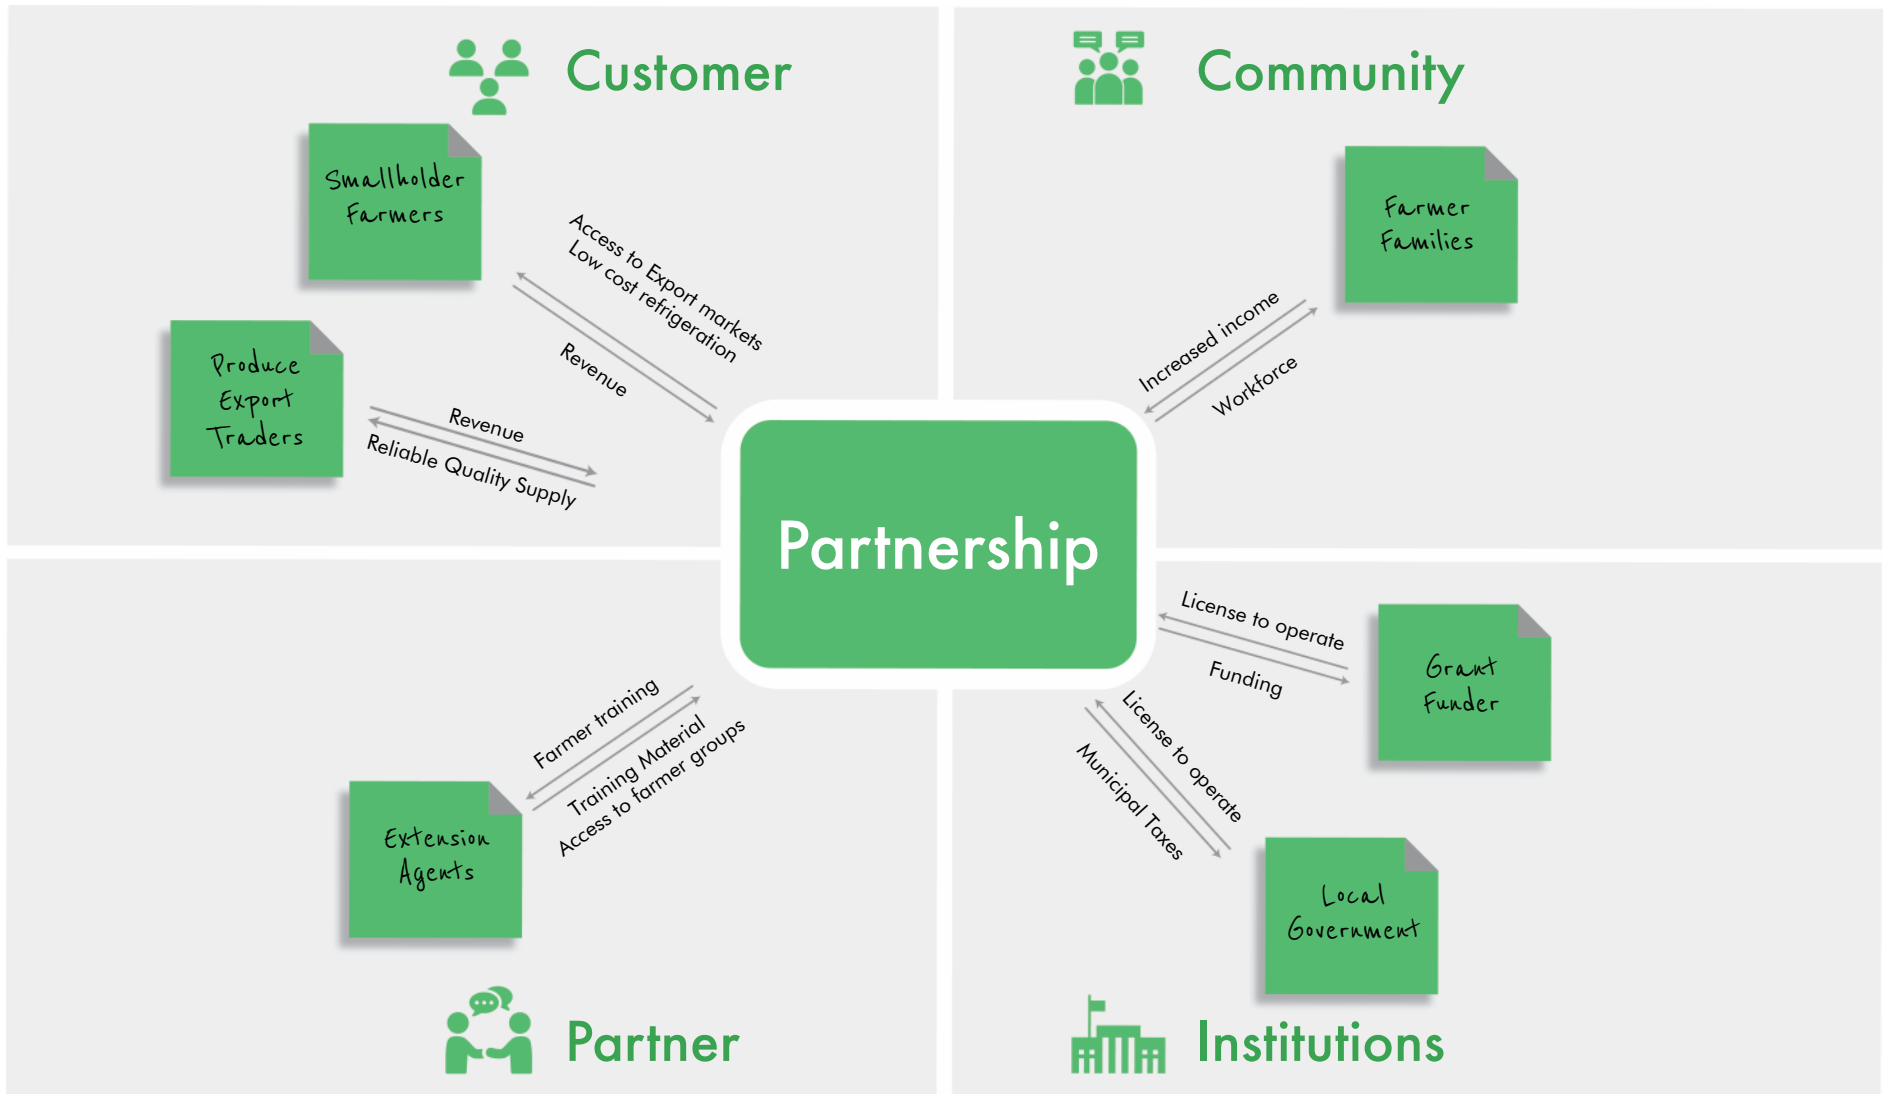 Customer
Smallholder
Farmers
Access to Export markets
Low cost refrigeration
Revenue
Produce
Export
Traders
Revenue
Reliable Quality Supply
Community
Farmer
Families
Increased income
Workforce
Partnership
Farmer training
Training Material
Access to farmer groups
Extension
Agents
Partner
License to operate
Funding
Grant
Funder
License to operate
Municipal Taxes
Local
Government
Institutions